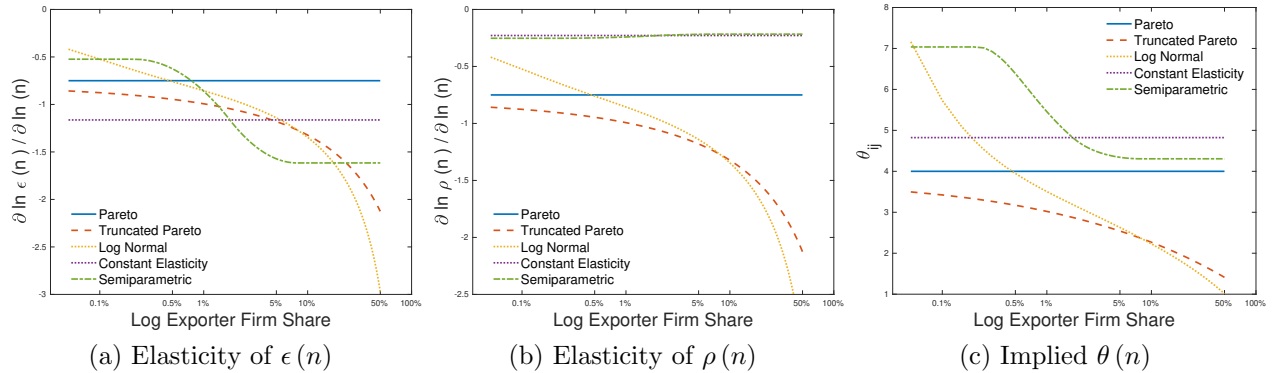 0
-0.5
-1
-1.5
-2
-2.5
-3
∂ ln ϵ (n) / ∂ ln (n)
Pareto
Truncated Pareto
Log Normal
Constant Elasticity
Semiparametric
0.1% 0.5% 1% 5% 10% 50% 100%
Log Exporter Firm Share
(a) Elasticity of ϵ (n)
0
-0.5
-1
-1.5
-2
-2.5
∂ ln ρ (n) / ∂ ln (n)
Pareto
Truncated Pareto
Log Normal
Constant Elasticity
Semiparametric
0.1% 0.5% 1% 5% 10% 50% 100%
Log Exporter Firm Share
(b) Elasticity of ρ (n)
8
7
6
5
4
3
2
1
θij
Pareto
Truncated Pareto
Log Normal
Constant Elasticity
Semiparametric
0.1% 0.5% 1% 5% 10% 50% 100%
Log Exporter Firm Share
(c) Implied θ (n)